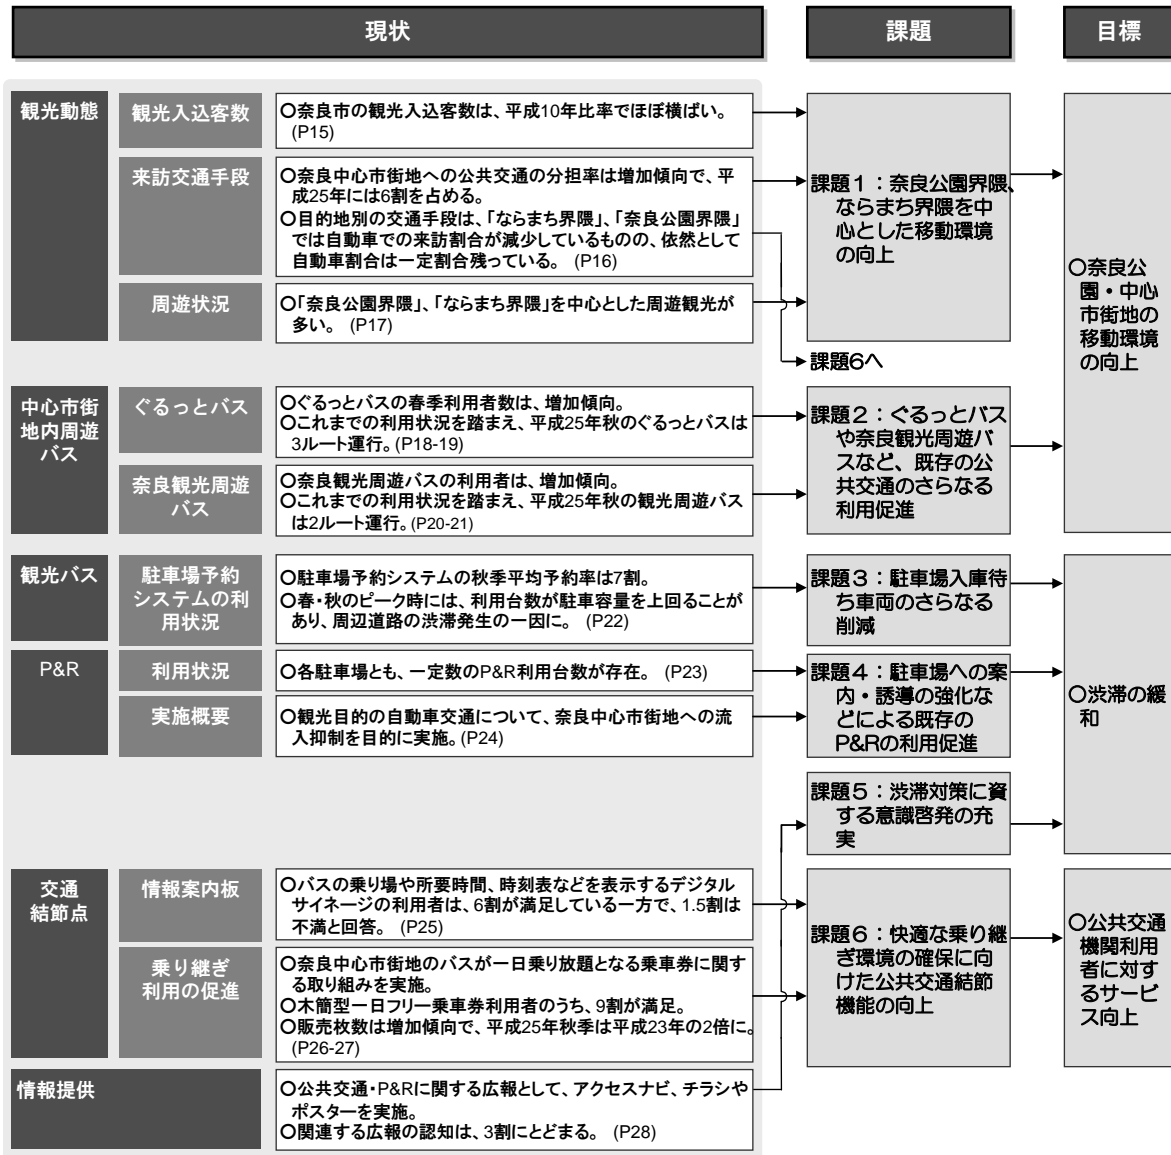 現状
課題
目標
観光動態
観光入込客数
〇奈良市の観光入込客数は、平成10年比率でほぼ横ばい。
(P15)
来訪交通手段
〇奈良中心市街地への公共交通の分担率は増加傾向で、平
成25年には6割を占める。
〇目的地別の交通手段は、「ならまち界隈」、「奈良公園界隈」
では自動車での来訪割合が減少しているものの、依然として
自動車割合は一定割合残っている。 (P16)
周遊状況
〇「奈良公園界隈」、「ならまち界隈」を中心とした周遊観光が
多い。 (P17)
課題1：奈良公園界隈、
ならまち界隈を中
心とした移動環境
の向上
課題6へ
〇奈良公
園・中心
市街地の
移動環境
の向上
中心市街
地内周遊
バス
ぐるっとバス
〇ぐるっとバスの春季利用者数は、増加傾向。
〇これまでの利用状況を踏まえ、平成25年秋のぐるっとバスは
3ルート運行。(P18-19)
奈良観光周遊
バス
〇奈良観光周遊バスの利用者は、増加傾向。
〇これまでの利用状況を踏まえ、平成25年秋の観光周遊バス
は2ルート運行。(P20-21)
課題2：ぐるっとバス
や奈良観光周遊バ
スなど、既存の公
共交通のさらなる
利用促進
観光バス
駐車場予約
システムの利
用状況
〇駐車場予約システムの秋季平均予約率は7割。
〇春・秋のピーク時には、利用台数が駐車容量を上回ることが
あり、周辺道路の渋滞発生の一因に。 (P22)
課題3：駐車場入庫待
ち車両のさらなる
削減
P&R
利用状況
〇各駐車場とも、一定数のP&R利用台数が存在。 (P23)
実施概要
〇観光目的の自動車交通について、奈良中心市街地への流
入抑制を目的に実施。(P24)
課題4：駐車場への案
内・誘導の強化な
どによる既存の
P&Rの利用促進
課題5：渋滞対策に資
する意識啓発の充
実
〇渋滞の緩
和
交通
結節点
情報案内板
〇バスの乗り場や所要時間、時刻表などを表示するデジタル
サイネージの利用者は、6割が満足している一方で、1.5割は
不満と回答。 (P25)
乗り継ぎ
利用の促進
〇奈良中心市街地のバスが一日乗り放題となる乗車券に関す
る取り組みを実施。
〇木簡型一日フリー乗車券利用者のうち、9割が満足。
〇販売枚数は増加傾向で、平成25年秋季は平成23年の2倍に。
(P26-27)
課題6：快適な乗り継
ぎ環境の確保に向
けた公共交通結節
機能の向上
〇公共交通
機関利用
者に対す
るサービ
ス向上
情報提供
〇公共交通・P&Rに関する広報として、アクセスナビ、チラシや
ポスターを実施。
〇関連する広報の認知は、3割にとどまる。 (P28)